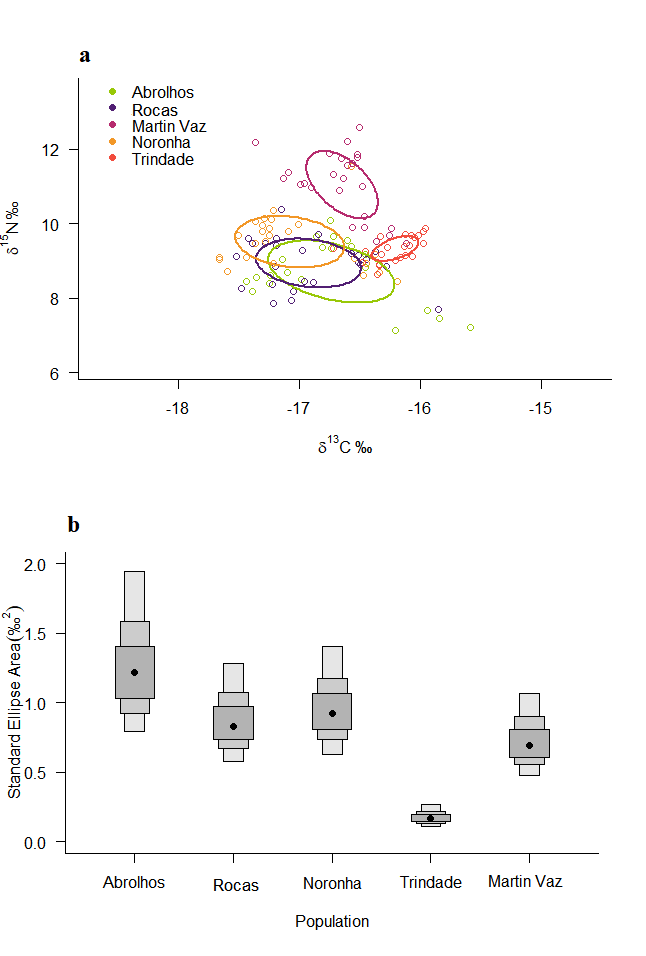 a
Abrolhos
Rocas
Martin Vaz
Noronha
Trindade
12
10
8
6
δ15N‰
-18 -17 -16 -15
δ13C ‰
b
2.0
1.5
1.0
0.5
0.0
Standard Ellipse Area(‰2)
Abrolhos Rocas Noronha Trindade Martin Vaz
Population